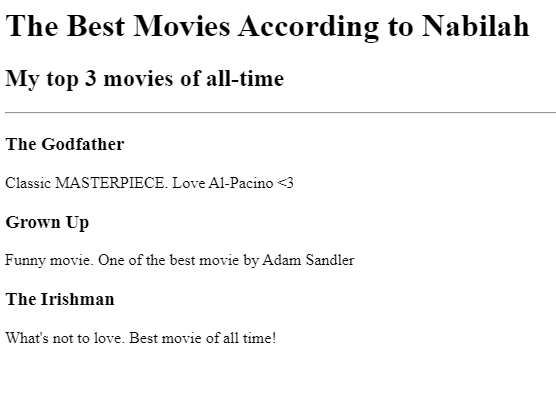 The Best Movies According to Nabilah
My top 3 movies of all-time
The Godfather
Classic MASTERPIECE. Love Al-Pacino <3
Grown Up
Funny movie. One of the best movie by Adam Sandler
The Irishman
What's not to love. Best movie of all time!